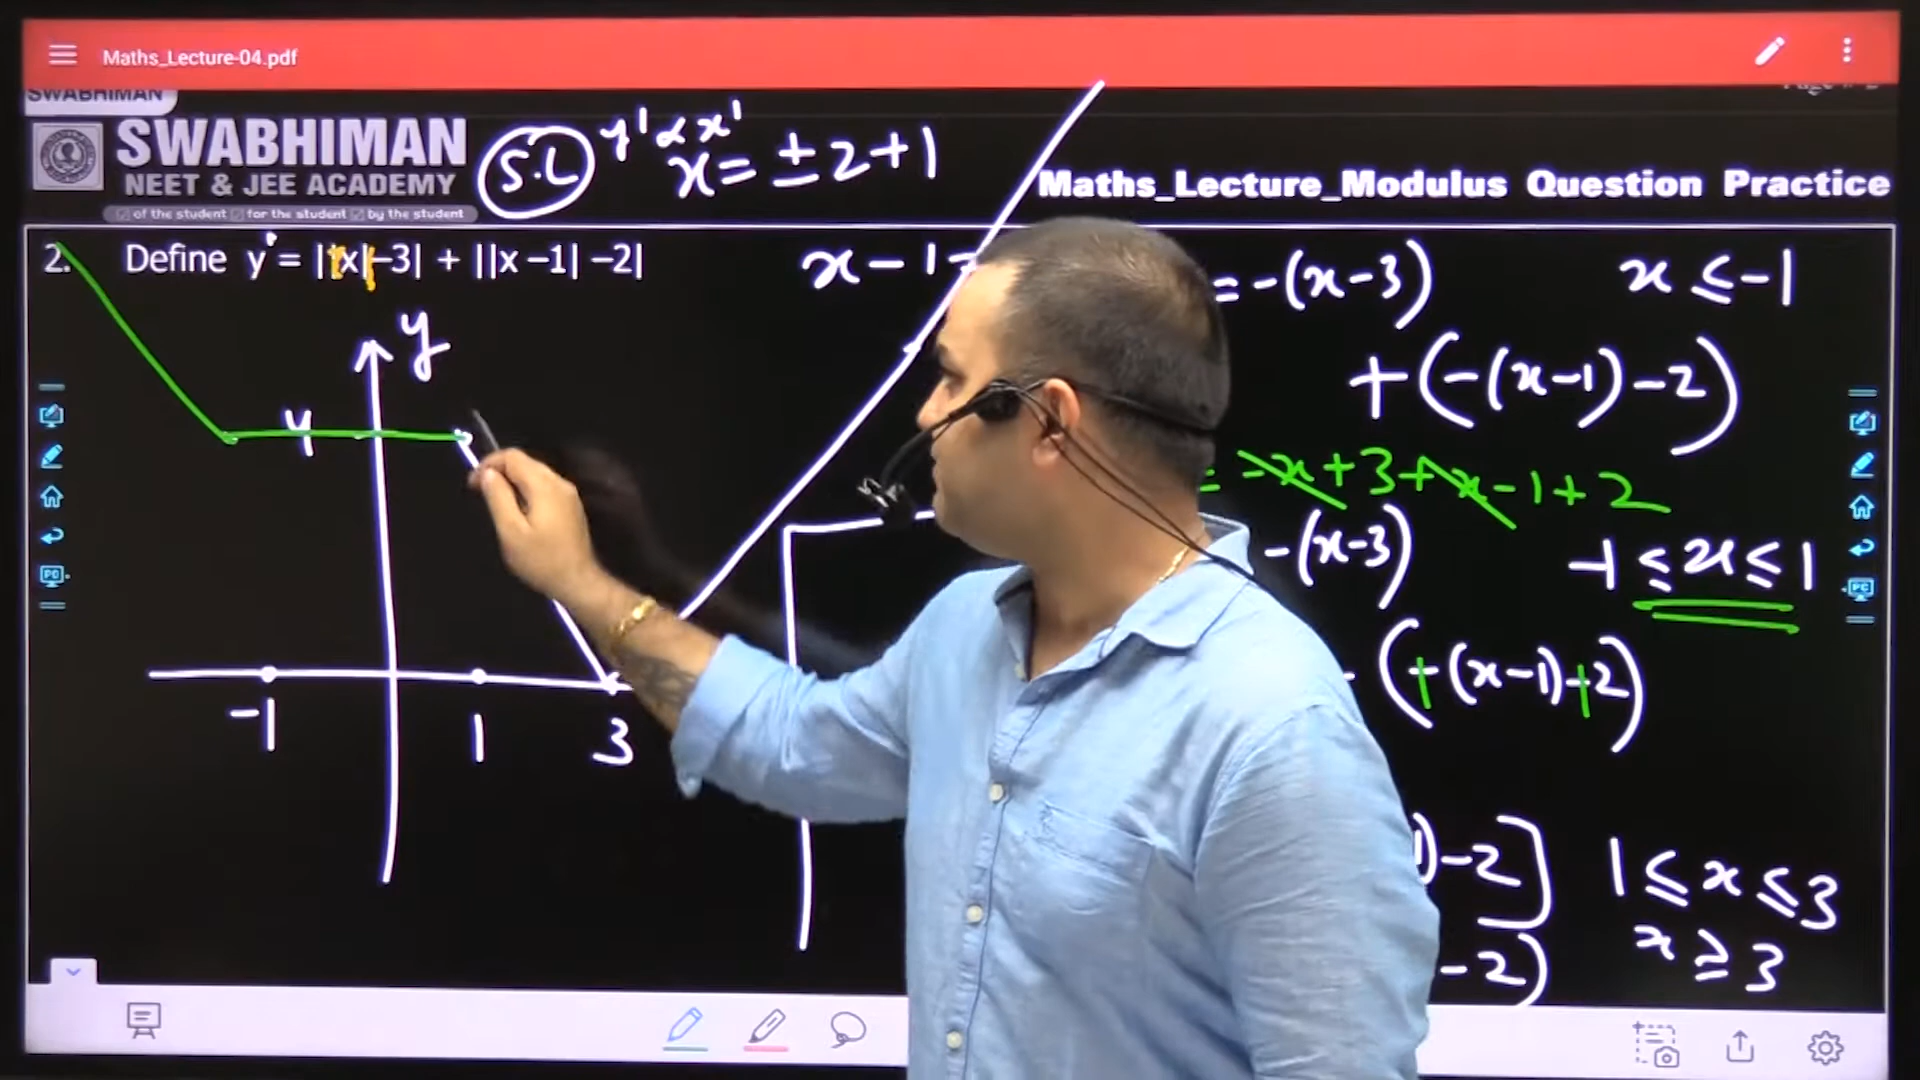 Maths_Lecture-04.pdf
SWABHIMAN
SWABHIMAN
NEET & JEE ACADEMY
of the student for the student by the student
S.L
y' α x'
x = ± 2 + 1
Maths_Lecture_Modulus Question Practice
2. Define y = ||x|-3| + ||x-1| -2|
x - 1
= -(x-3)
x ≤ -1
+(-(x-1)-2)
= -x + 3 + x - 1 + 2
-(x-3)
-1 ≤ x ≤ 1
(+(x-1)+2)
y
4
-1
1
3
)-2]
1 ≤ x ≤ 3
-2)
x ≥ 3